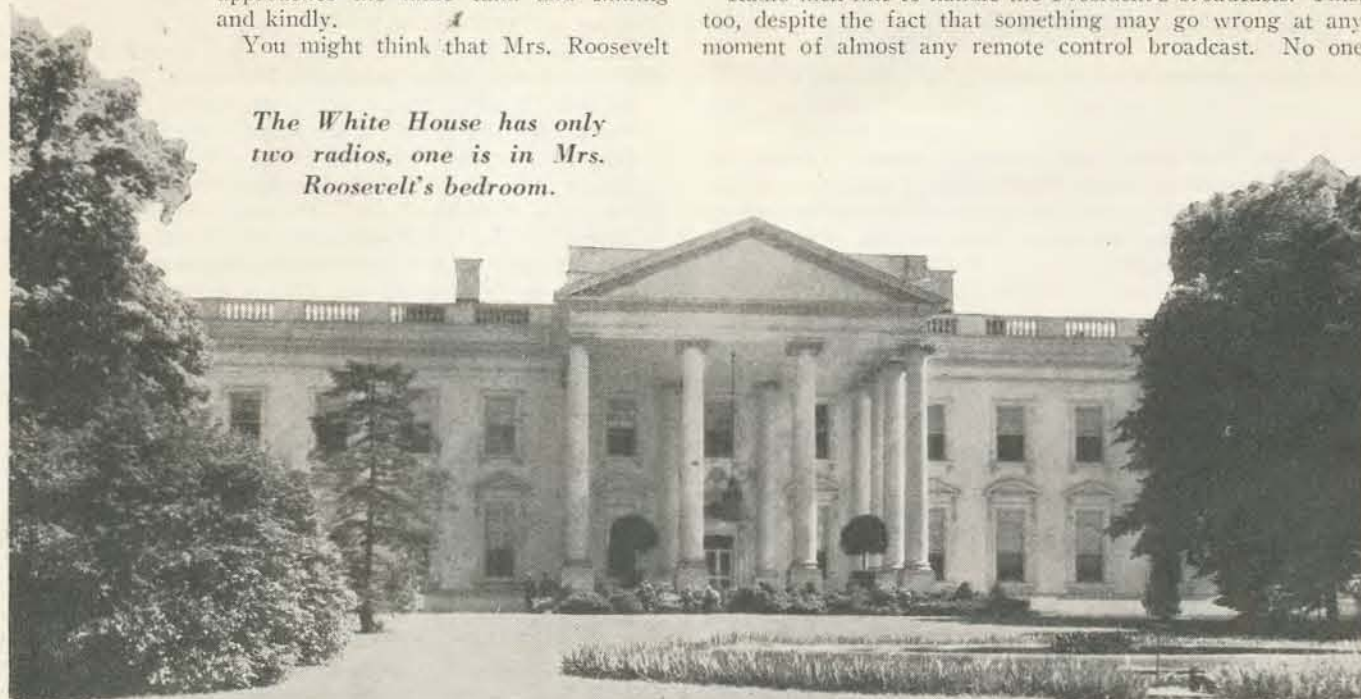 and kindly.
You might think that Mrs. Roosevelt
too, despite the fact that something may go wrong at any
moment of almost any remote control broadcast. No one
The White House has only
two radios, one is in Mrs.
Roosevelt's bedroom.